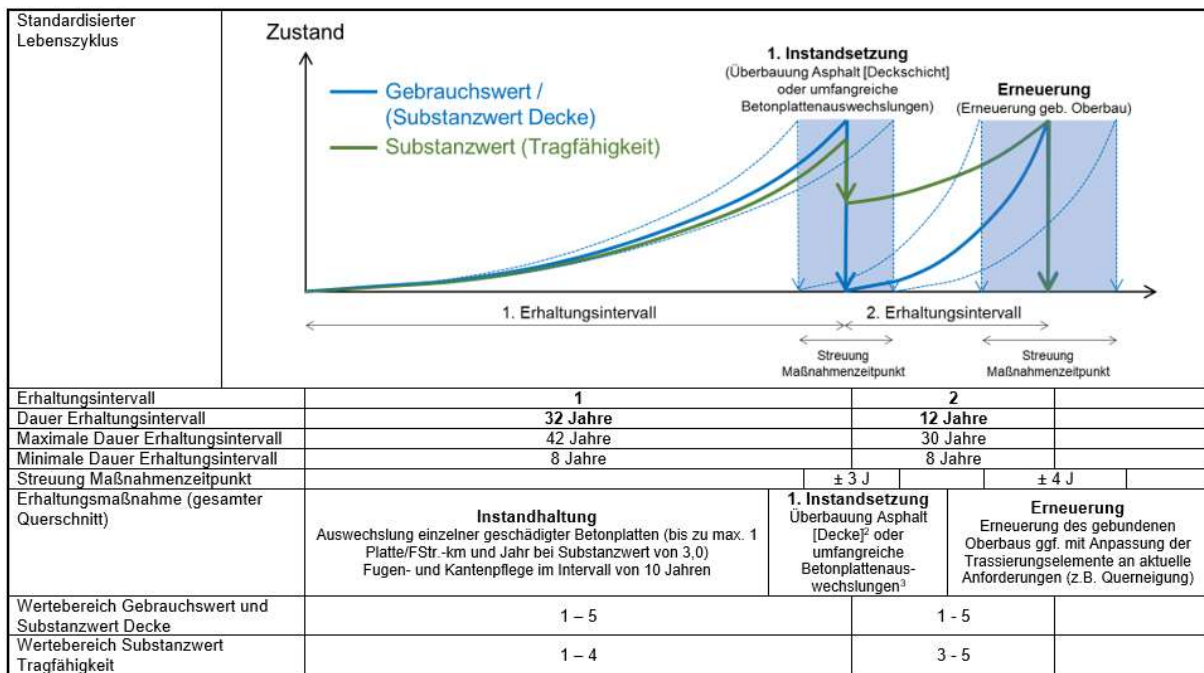 Standardisierter
Lebenszyklus
Zustand
Gebrauchswert /
(Substanzwert Decke)
Substanzwert (Tragfähigkeit)
1. Instandsetzung
(Überbauung Asphalt [Deckschicht]
oder umfangreiche
Betonplattenauswechslungen)
Erneuerung
(Erneuerung geb. Oberbau)
1. Erhaltungsintervall
2. Erhaltungsintervall
Streuung
Maßnahmenzeitpunkt
Streuung
Maßnahmenzeitpunkt
Erhaltungsintervall 1 2
Dauer Erhaltungsintervall 32 Jahre 12 Jahre
Maximale Dauer Erhaltungsintervall 42 Jahre 30 Jahre
Minimale Dauer Erhaltungsintervall 8 Jahre 8 Jahre
Streuung Maßnahmenzeitpunkt ± 3 J ± 4 J
Erhaltungsmaßnahme (gesamter
Querschnitt)
Instandhaltung
Auswechslung einzelner geschädigter Betonplatten (bis zu max. 1
Platte/FStr.-km und Jahr bei Substanzwert von 3,0)
Fugen- und Kantenpflege im Intervall von 10 Jahren
1. Instandsetzung
Überbauung Asphalt
[Decke]² oder
umfangreiche
Betonplattenaus-
wechslungen³
Erneuerung
Erneuerung des gebundenen
Oberbaus ggf. mit Anpassung der
Trassierungselemente an aktuelle
Anforderungen (z.B. Querneigung)
Wertebereich Gebrauchswert und
Substanzwert Decke
1 – 5
1 - 5
Wertebereich Substanzwert
Tragfähigkeit
1 – 4
3 - 5